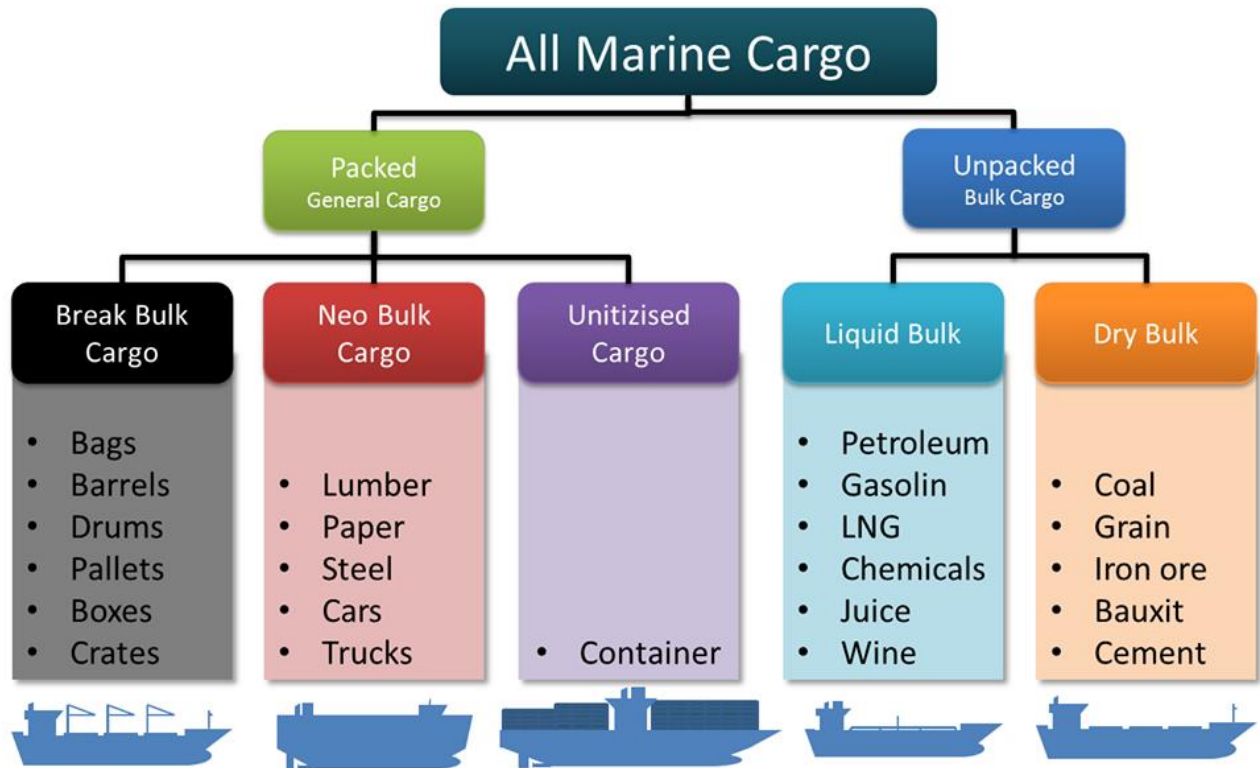 All Marine Cargo
Packed
General Cargo
Unpacked
Bulk Cargo
Break Bulk
Cargo
• Bags
• Barrels
• Drums
• Pallets
• Boxes
• Crates
Neo Bulk
Cargo
• Lumber
• Paper
• Steel
• Cars
• Trucks
Unitizised
Cargo
• Container
Liquid Bulk
• Petroleum
• Gasolin
• LNG
• Chemicals
• Juice
• Wine
Dry Bulk
• Coal
• Grain
• Iron ore
• Bauxit
• Cement